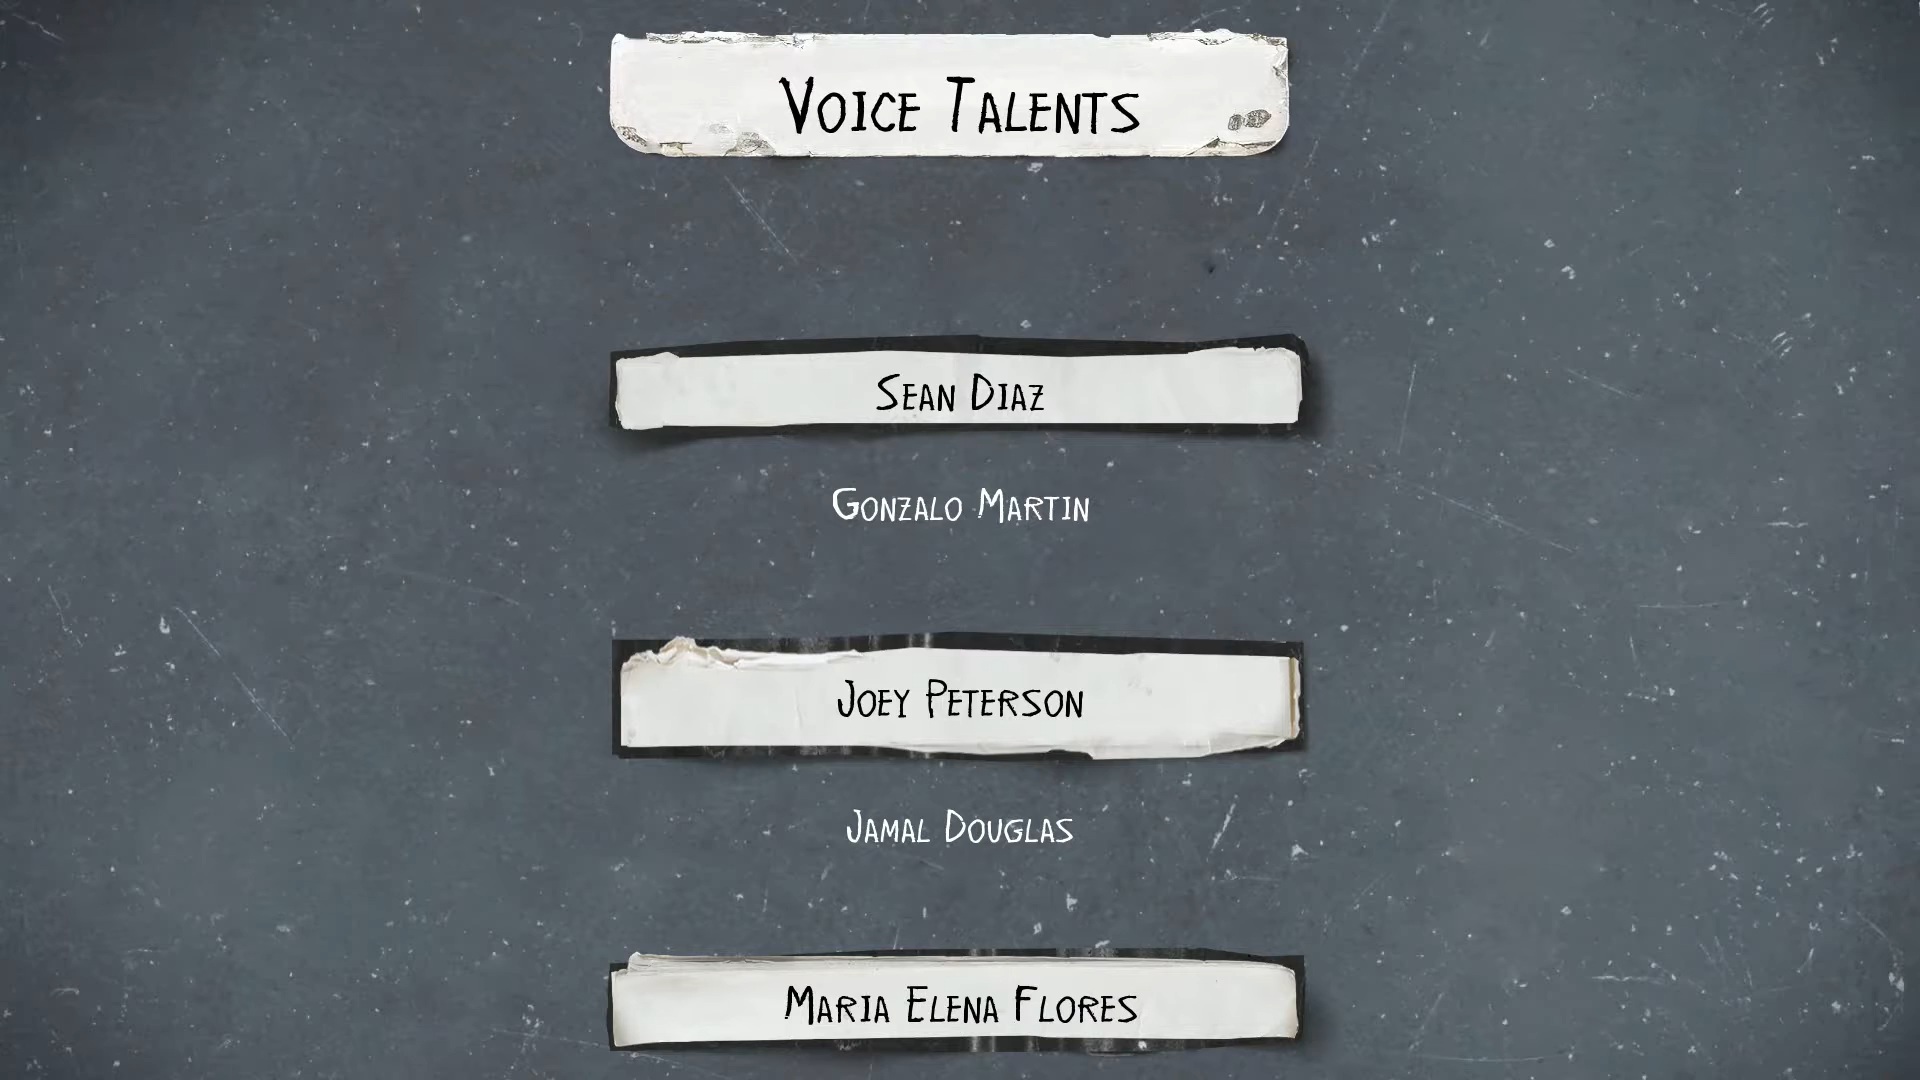 Voice Talents
Sean Diaz
Gonzalo Martin
Joey Peterson
Jamal Douglas
Maria Elena Flores